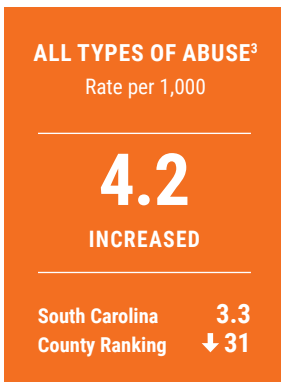 ALL TYPES OF ABUSE³
Rate per 1,000
4.2
INCREASED
South Carolina 3.3
County Ranking ↓ 31